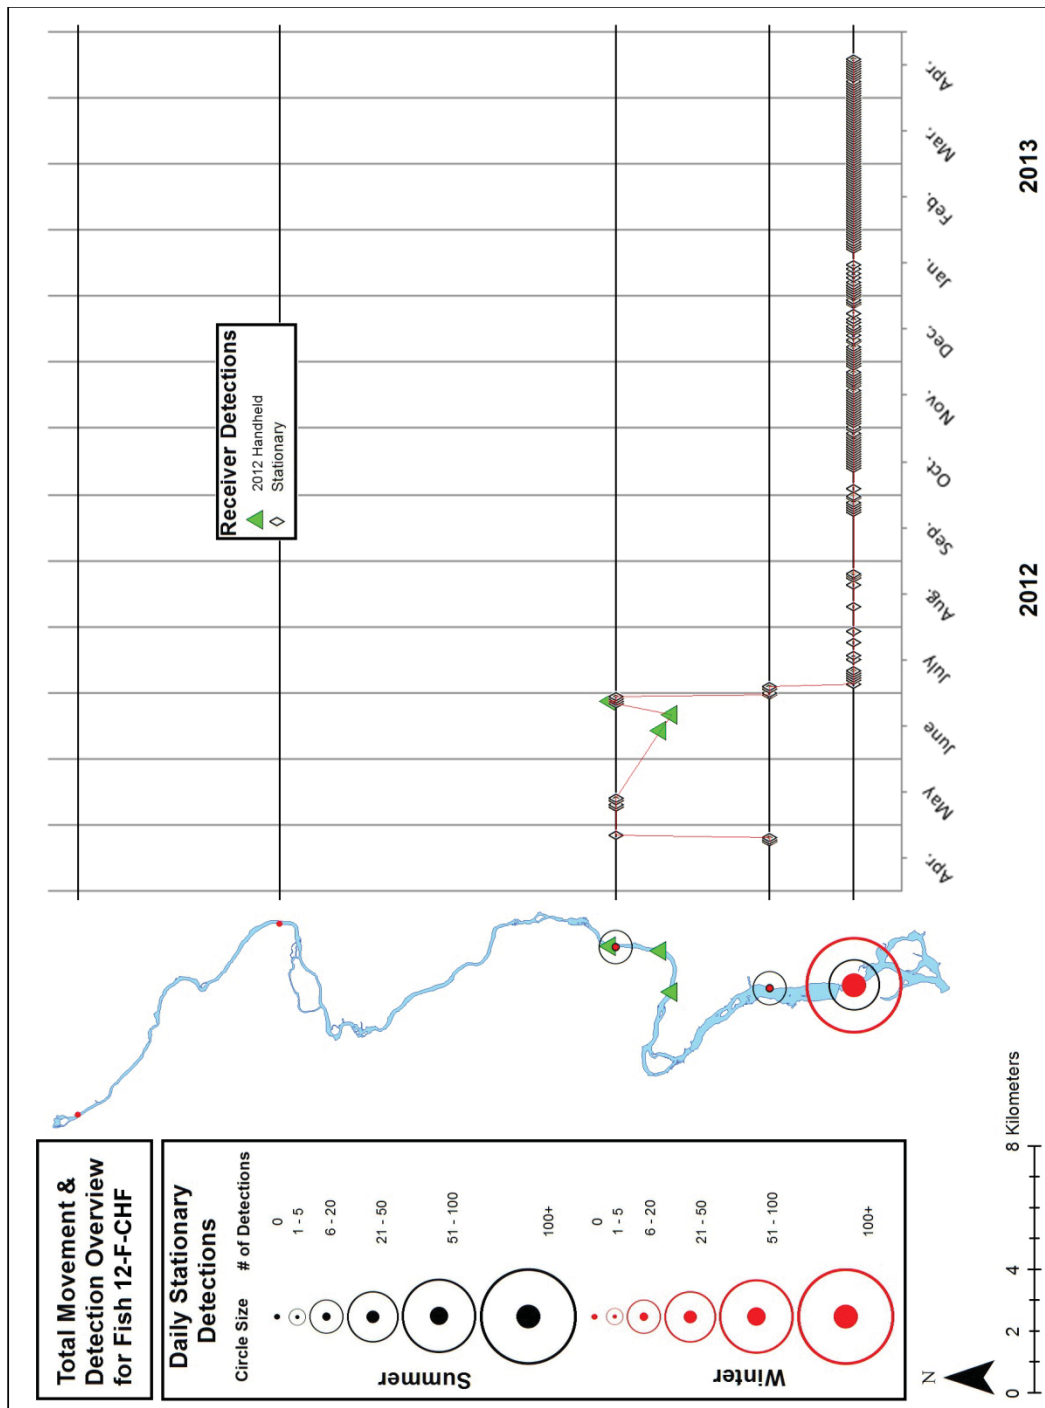 Total Movement &
Detection Overview
for Fish 12-F-CHF
Daily Stationary
Detections
Circle Size # of Detections
Summer
0
1 - 5
6 - 20
21 - 50
51 - 100
100+
Winter
0
1 - 5
6 - 20
21 - 50
51 - 100
100+
N
0 2 4 8 Kilometers
Receiver Detections
2012 Handheld
Stationary
Apr. May June July Aug. Sep. Oct. Nov. Dec. Jan. Feb. Mar. Apr.
2012 2013